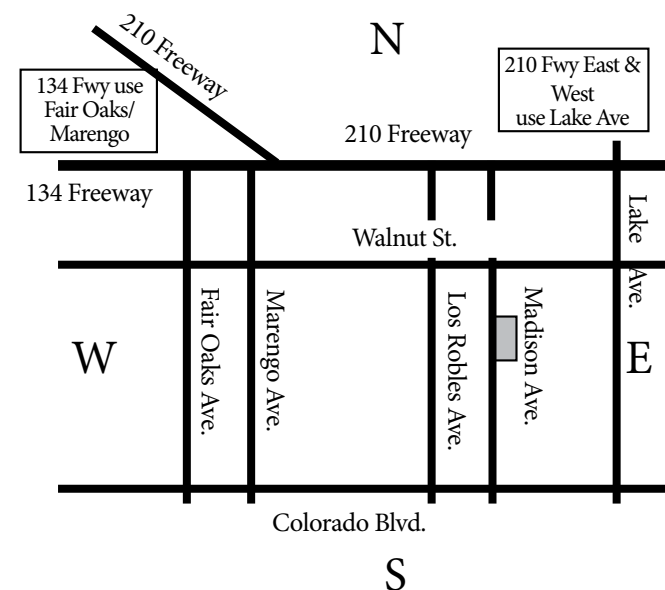 210 Freeway
N
134 Fwy use
Fair Oaks/
Marengo
210 Fwy East &
West
use Lake Ave
210 Freeway
134 Freeway
Walnut St.
Lake Ave.
Fair Oaks Ave.
Marengo Ave.
Los Robles Ave.
Madison Ave.
W
E
Colorado Blvd.
S